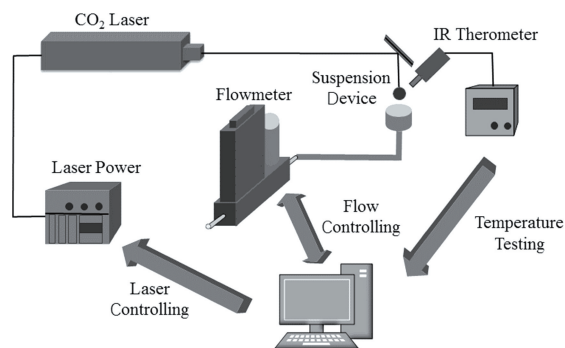 CO₂ Laser
IR Therometer
Suspension
Device
Flowmeter
Laser Power
Flow
Controlling
Temperature
Testing
Laser
Controlling